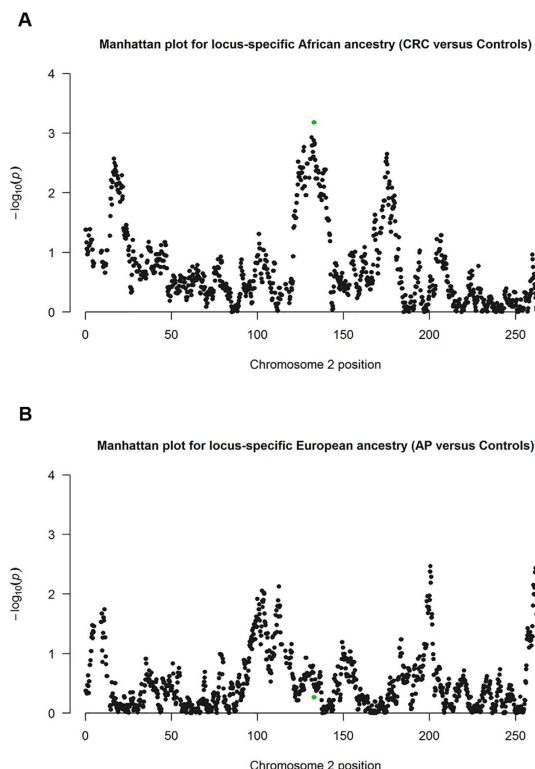 A
Manhattan plot for locus-specific African ancestry (CRC versus Controls)
4
3
2
1
0
−log10(p)
0 50 100 150 200 250
Chromosome 2 position
B
Manhattan plot for locus-specific European ancestry (AP versus Controls)
4
3
2
1
0
−log10(p)
0 50 100 150 200 250
Chromosome 2 position